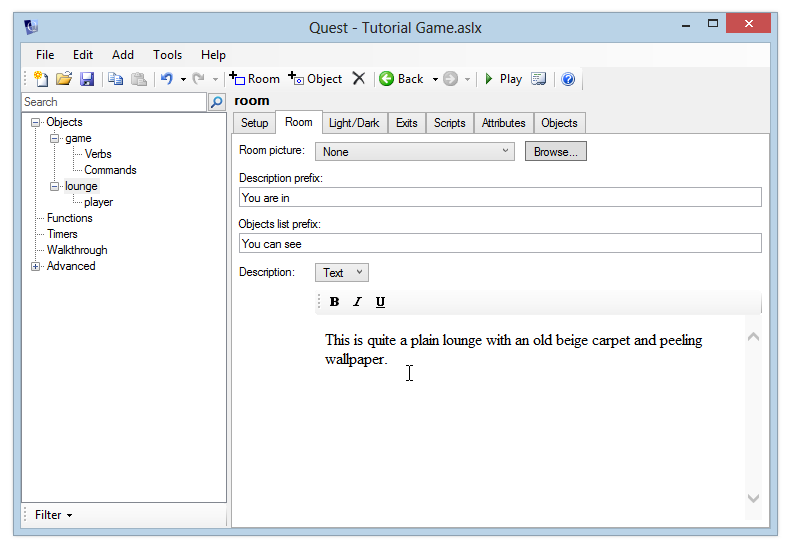 Quest - Tutorial Game.aslx
File Edit Add Tools Help
Room Object Back Play
Search
room
Setup Room Light/Dark Exits Scripts Attributes Objects
Objects
game
Verbs
Commands
lounge
player
Functions
Timers
Walkthrough
Advanced
Room picture: None Browse...
Description prefix:
You are in
Objects list prefix:
You can see
Description: Text
B I U
This is quite a plain lounge with an old beige carpet and peeling
wallpaper.
Filter